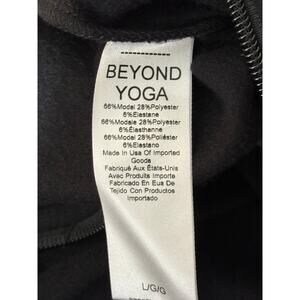 BEYOND
YOGA
66%Modal 28%Polyester
6%Elastane
66%Modale 28%Polyester
6%Elasthanne
66%Modal 28%Poliéster
6%Elastano
Made In Usa Of Imported
Goods
Fabriqué Aux États-Unis
Avec Produits Importe
Fabricado En Eua De
Tejido Con Productos
Importado
L/G/G